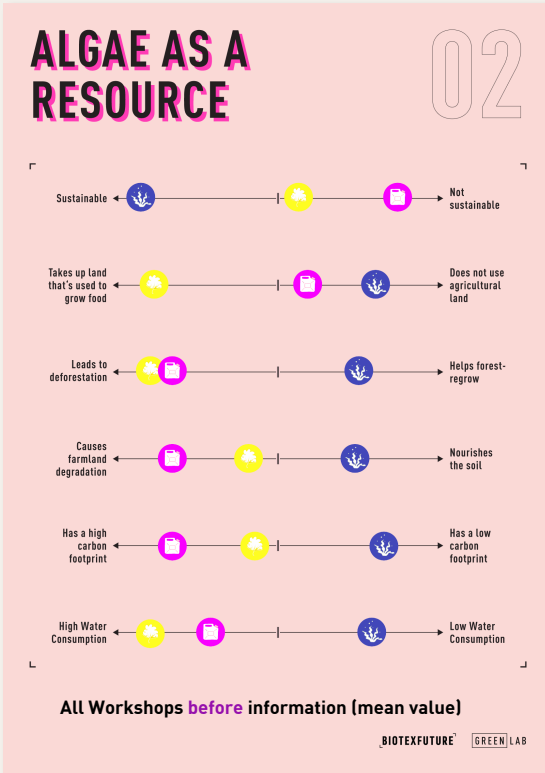 ALGAE AS A
RESOURCE
02
Sustainable
Not
sustainable
Takes up land
that's used to
grow food
Does not use
agricultural
land
Leads to
deforestation
Helps forest-
regrow
Causes
farmland
degradation
Nourishes
the soil
Has a high
carbon
footprint
Has a low
carbon
footprint
High Water
Consumption
Low Water
Consumption
All Workshops before information (mean value)
BIOTEXFUTURE GREEN LAB